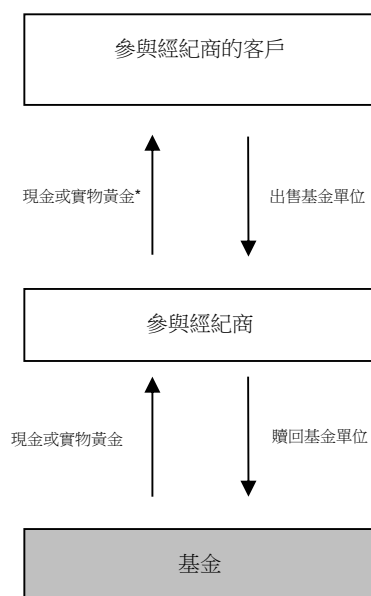 參與經紀商的客戶
現金或實物黃金*
出售基金單位
參與經紀商
現金或實物黃金
贖回基金單位
基金